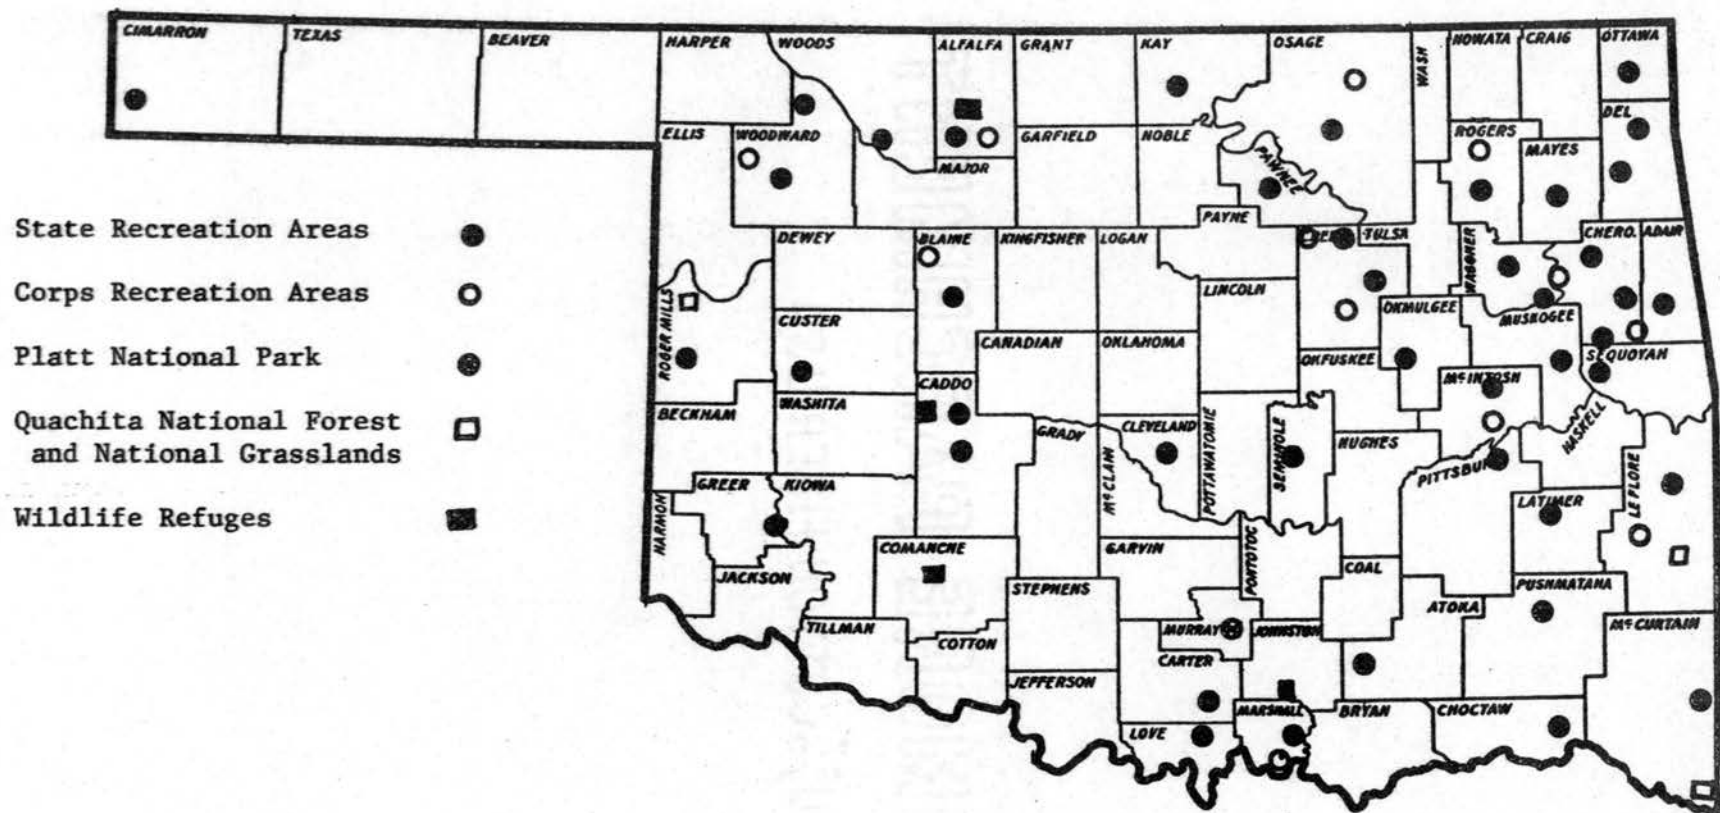 CIMARRON
TEXAS
BEAVER
HARPER
WOODS
ALFALFA
GRANT
KAY
OSAGE
WASH
NOWATA
CRAIG
OTTAWA
ELLIS
WOODWARD
MAJOR
GARFIELD
NOBLE
PAWNEE
ROGERS
MAYES
DEL
State Recreation Areas
Corps Recreation Areas
Platt National Park
Quachita National Forest
and National Grasslands
Wildlife Refuges
DEWEY
BLAINE
KINGFISHER
LOGAN
PAYNE
TULSA
WAGONER
CHERO.
ADAIR
ROGER MILLS
CUSTER
CANADIAN
OKLAHOMA
LINCOLN
OKMULGEE
MUSKOGEE
OKFUSKEE
SEQUOYAH
BECKHAM
WASHITA
CADDO
GRADY
CLEVELAND
McCLAIN
POTTAWATOMIE
SEMINOLE
HUGHES
McINTOSH
HASKELL
PITTSBURG
HARMON
GREER
KIOWA
LATIMER
LE FLORE
JACKSON
COMANCHE
STEPHENS
GARVIN
PONTOTOC
COAL
ATOKA
PUSHMATAHA
TILLMAN
COTTON
JEFFERSON
MURRAY
JOHNSTON
CARTER
McCURTAIN
LOVE
MARSHALL
BRYAN
CHOCTAW